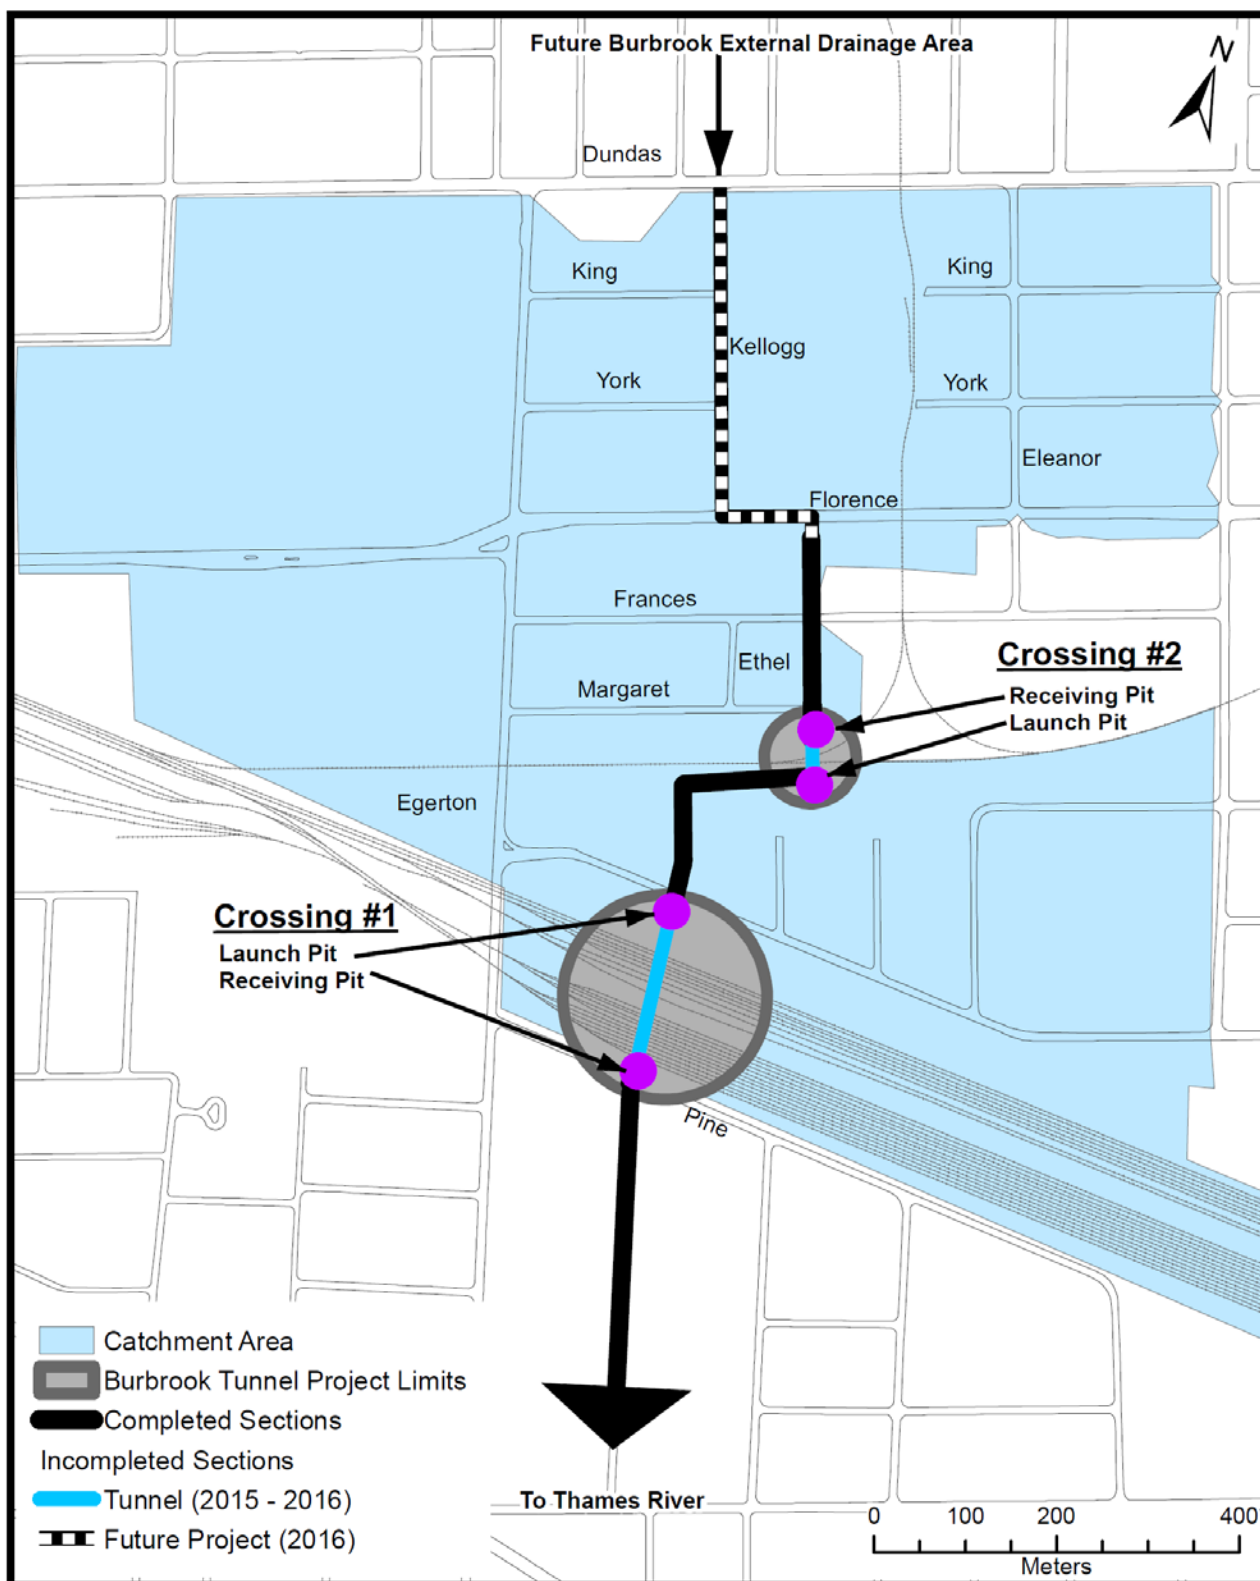 Future Burbrook External Drainage Area
N
Dundas
King
King
Kellogg
York
York
Eleanor
Florence
Frances
Ethel
Crossing #2
Margaret
Receiving Pit
Launch Pit
Egerton
Crossing #1
Launch Pit
Receiving Pit
Pine
Catchment Area
Burbrook Tunnel Project Limits
Completed Sections
Incompleted Sections
Tunnel (2015 - 2016)
Future Project (2016)
To Thames River
0 100 200 400
Meters